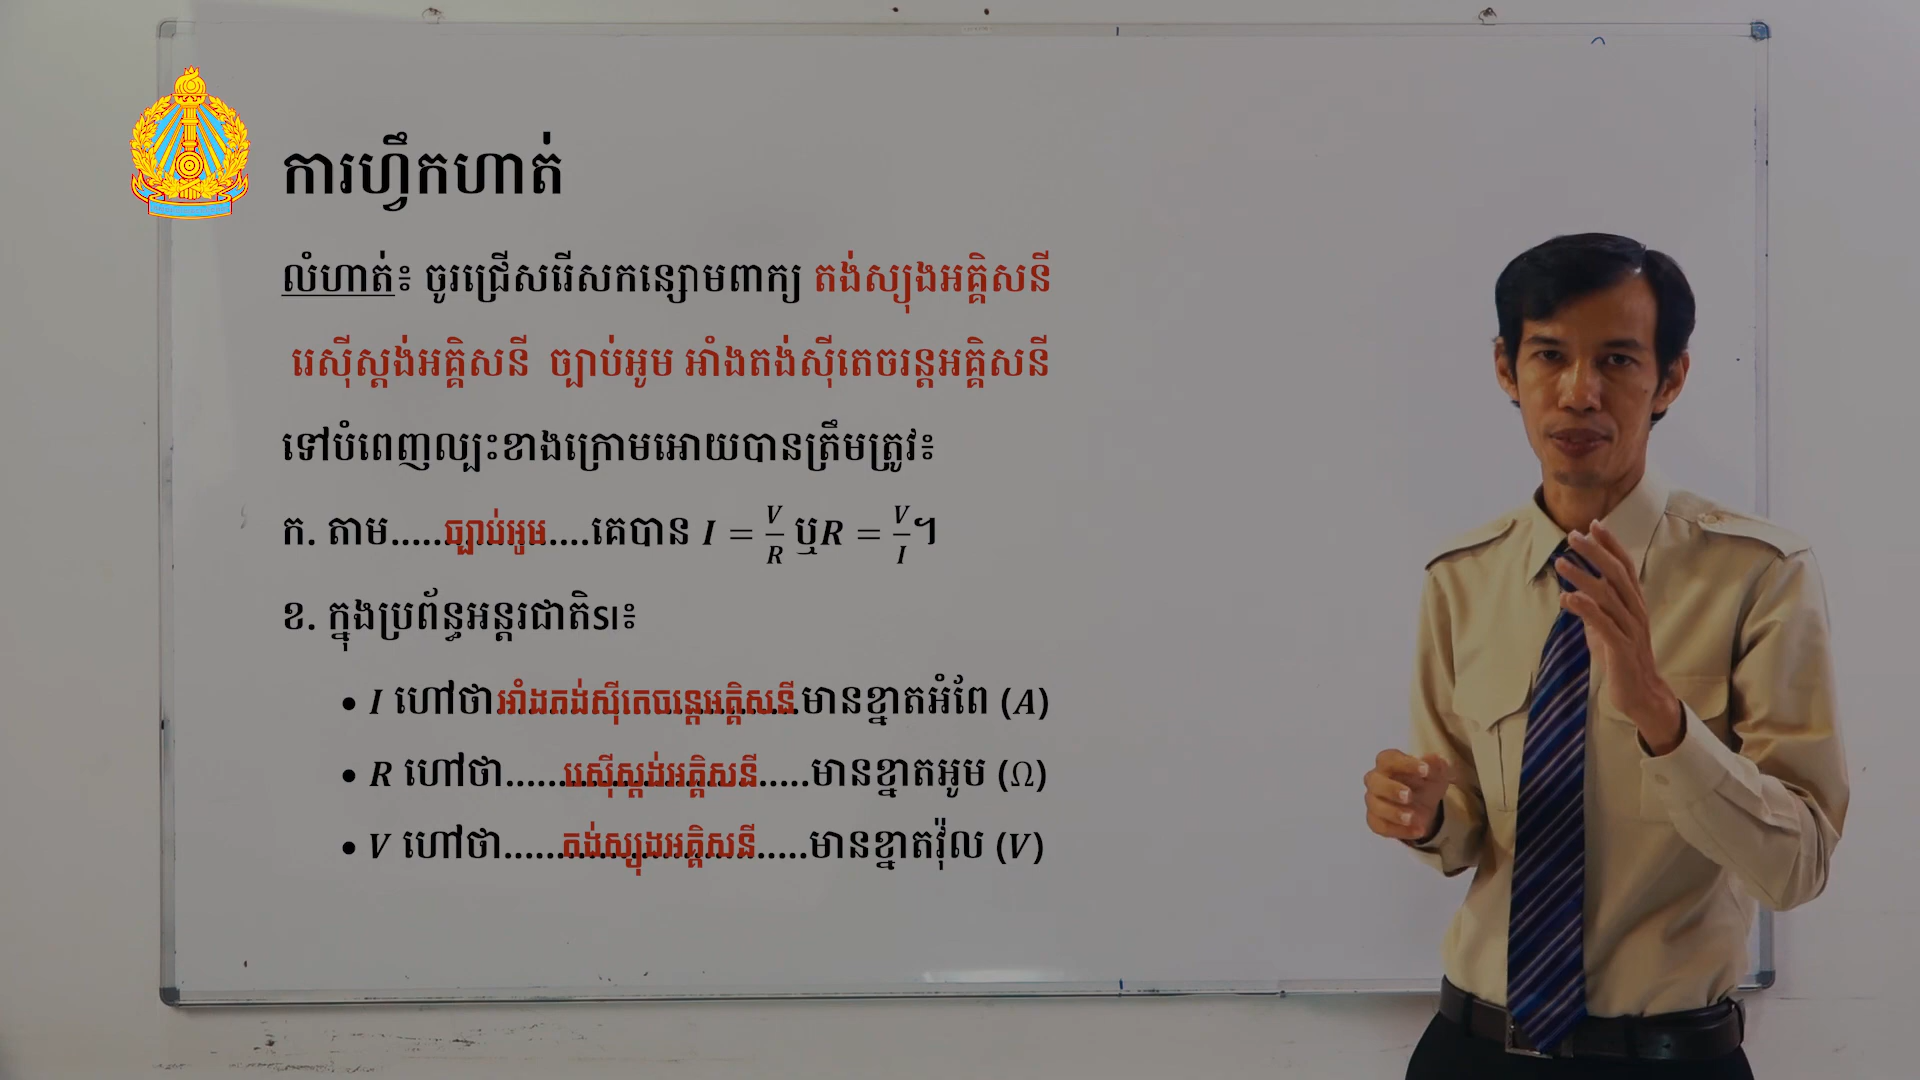 ការហ្វឹកហាត់
លំហាត់៖ ចូរជ្រើសរើសកន្សោមពាក្យ តង់ស្យុងអគ្គិសនី
រេស៊ីស្តង់អគ្គិសនី ច្បាប់អូម អាំងតង់ស៊ីតេចរន្តអគ្គិសនី
ទៅបំពេញល្បះខាងក្រោមអោយបានត្រឹមត្រូវ៖
ក. តាម.....ច្បាប់អូម....គេបាន I = V/R ឬ R = V/I។
ខ. ក្នុងប្រព័ន្ធអន្តរជាតិSI៖
• I ហៅថាអាំងតង់ស៊ីតេចរន្តអគ្គិសនីមានខ្នាតអំពែ (A)
• R ហៅថា......រេស៊ីស្តង់អគ្គិសនី.....មានខ្នាតអូម (Ω)
• V ហៅថា......តង់ស្យុងអគ្គិសនី.....មានខ្នាតវ៉ុល (V)